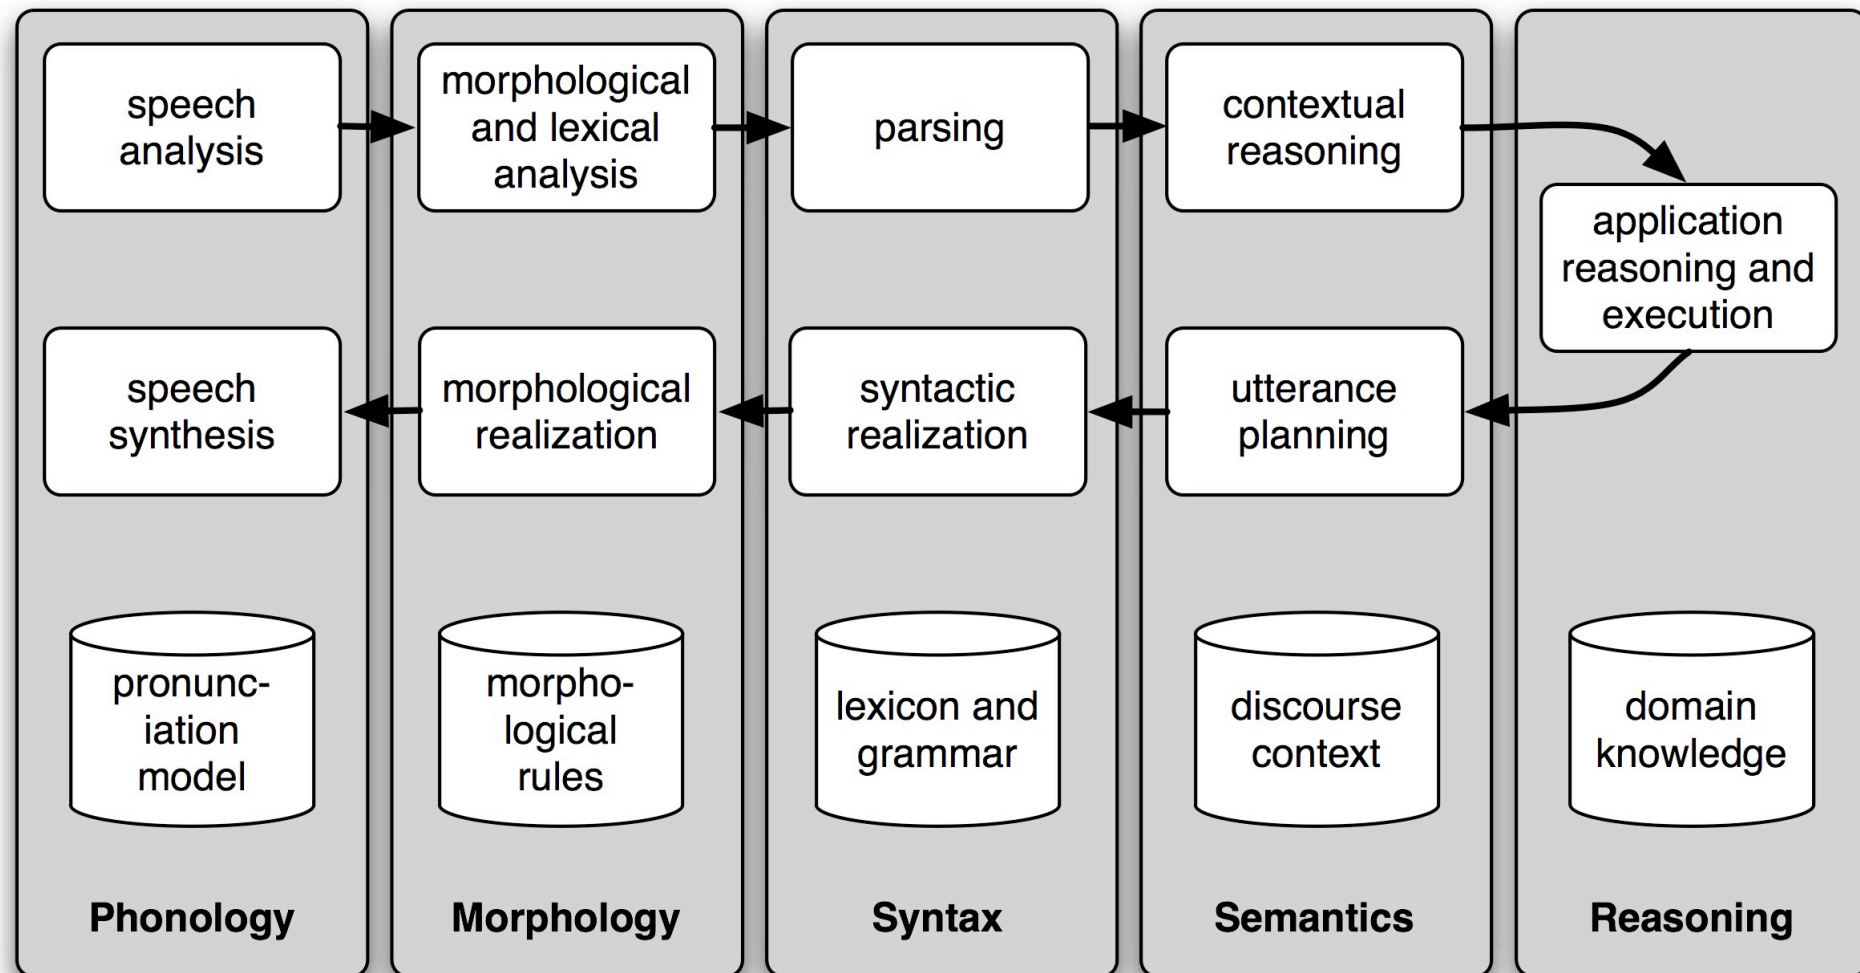 speech
analysis
morphological
and lexical
analysis
parsing
contextual
reasoning
application
reasoning and
execution
speech
synthesis
morphological
realization
syntactic
realization
utterance
planning
pronunc-
iation
model
morpho-
logical
rules
lexicon and
grammar
discourse
context
domain
knowledge
Phonology
Morphology
Syntax
Semantics
Reasoning